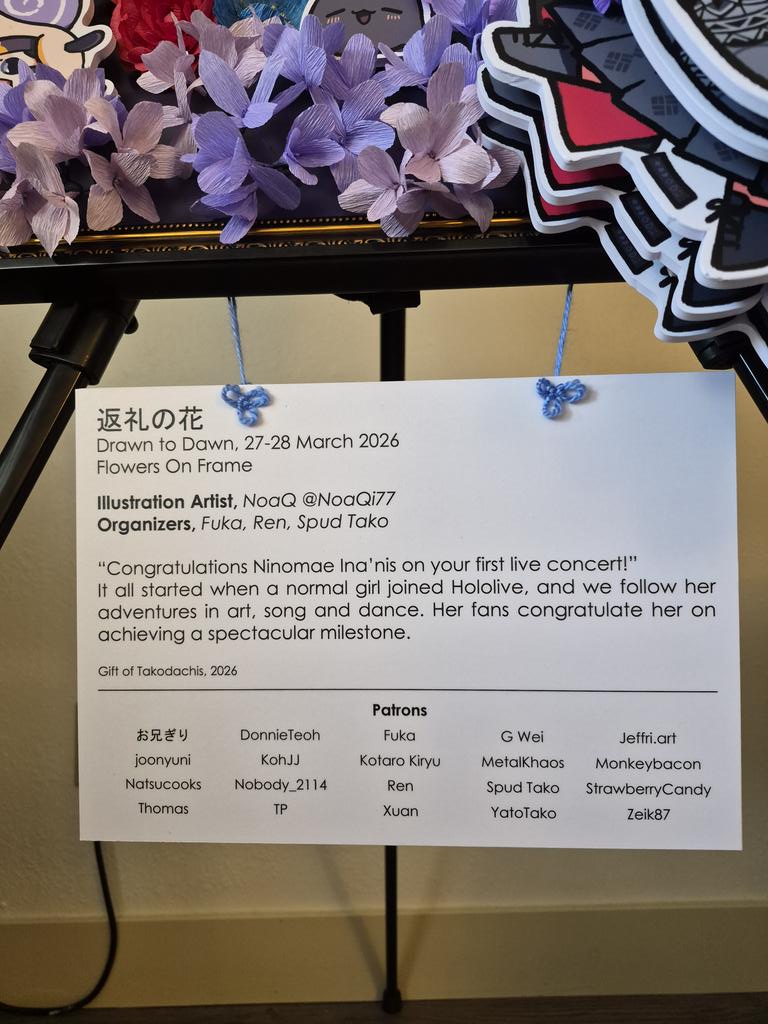 返礼の花
Drawn to Dawn, 27-28 March 2026
Flowers On Frame
Illustration Artist, NoaQ @NoaQi77
Organizers, Fuka, Ren, Spud Tako
“Congratulations Ninomae Ina’nis on your first live concert!”
It all started when a normal girl joined Hololive, and we follow her
adventures in art, song and dance. Her fans congratulate her on
achieving a spectacular milestone.
Gift of Takodachis, 2026
Patrons
お兄ぎり DonnieTeoh Fuka G Wei Jeffri.art
joonyuni KohJJ Kotaro Kiryu MetalKhaos Monkeybacon
Natsucooks Nobody_2114 Ren Spud Tako StrawberryCandy
Thomas TP Xuan YatoTako Zeik87